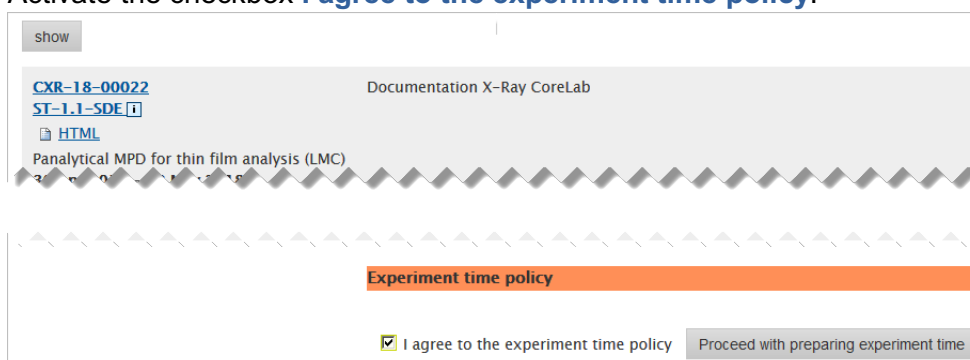 Activate the checkbox I agree to the experiment time policy.
show
CXR-18-00022
Documentation X-Ray CoreLab
ST-1.1-SDE
HTML
Panalytical MPD for thin film analysis (LMC)
Experiment time policy
I agree to the experiment time policy
Proceed with preparing experiment time